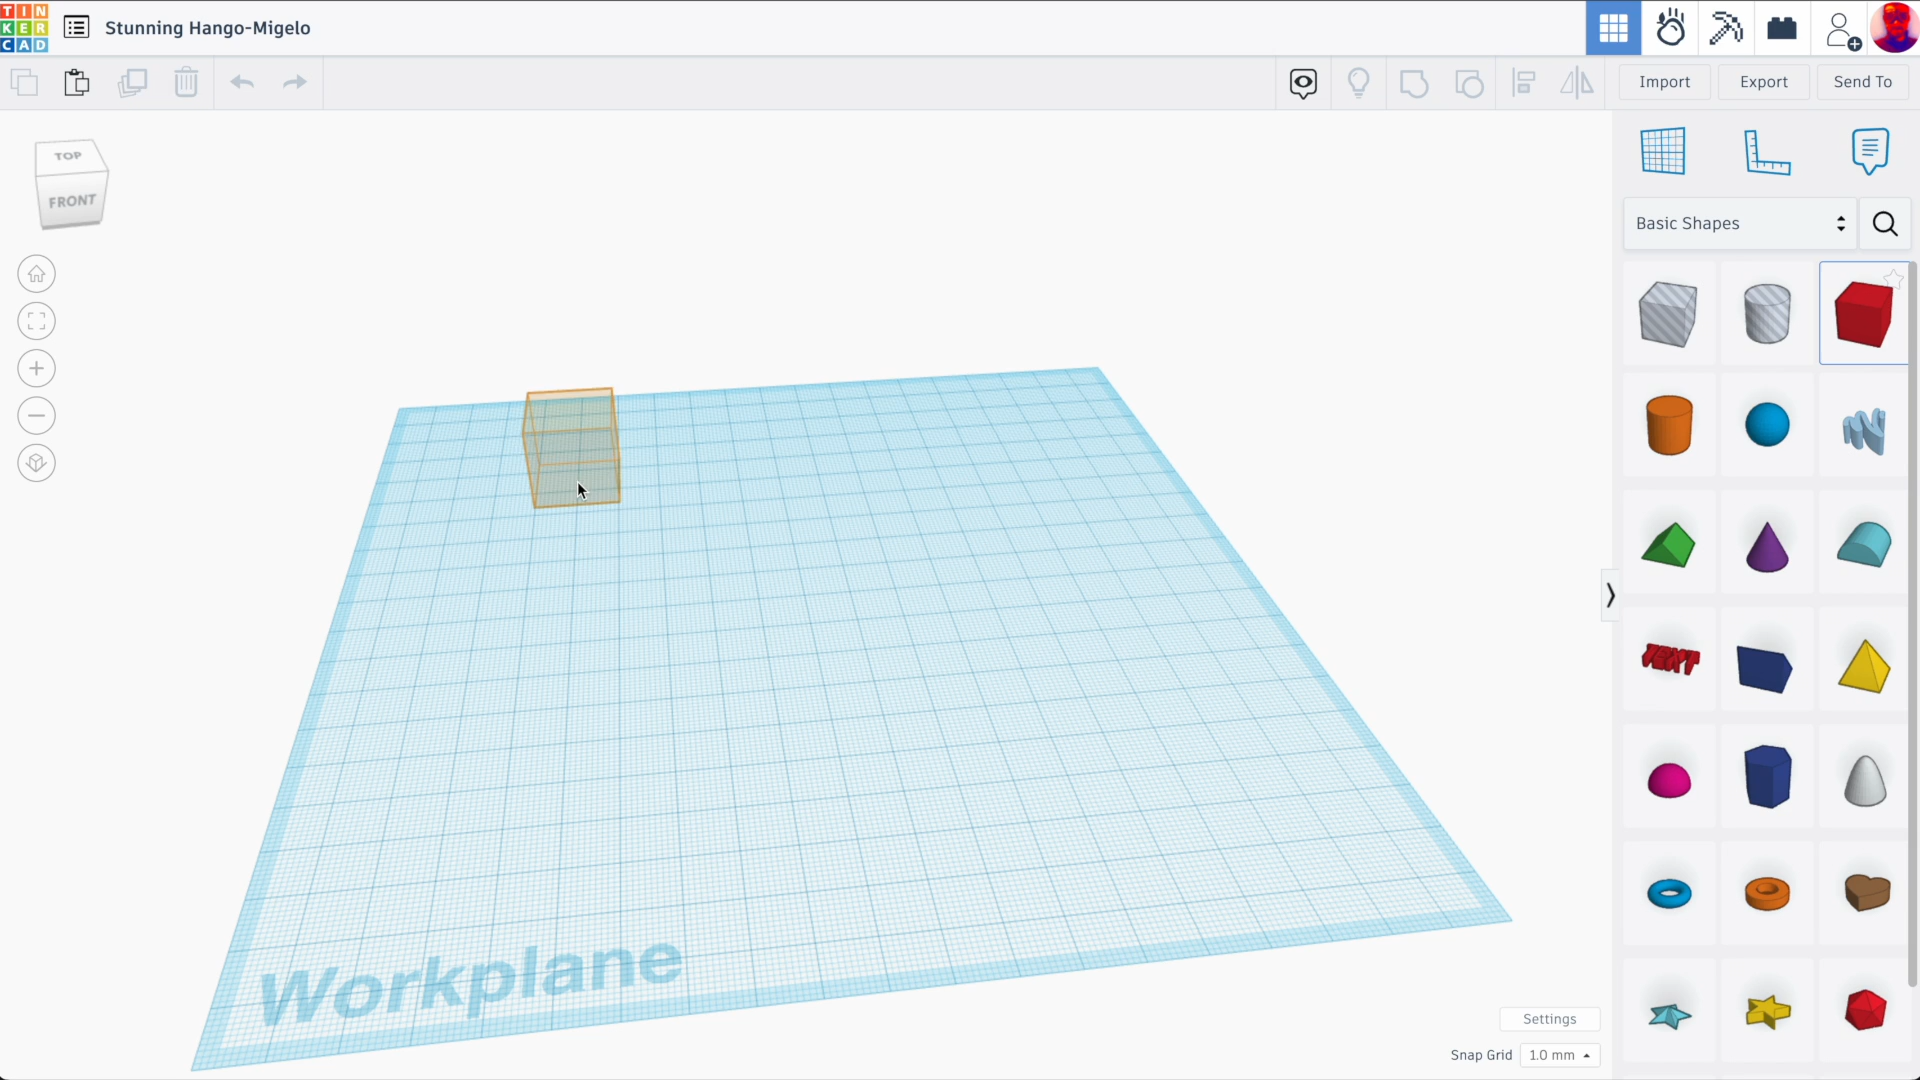 TIN
KER
CAD
Stunning Hango-Migelo
Import
Export
Send To
TOP
FRONT
Basic Shapes
TEXT
Workplane
Settings
Snap Grid
1.0 mm